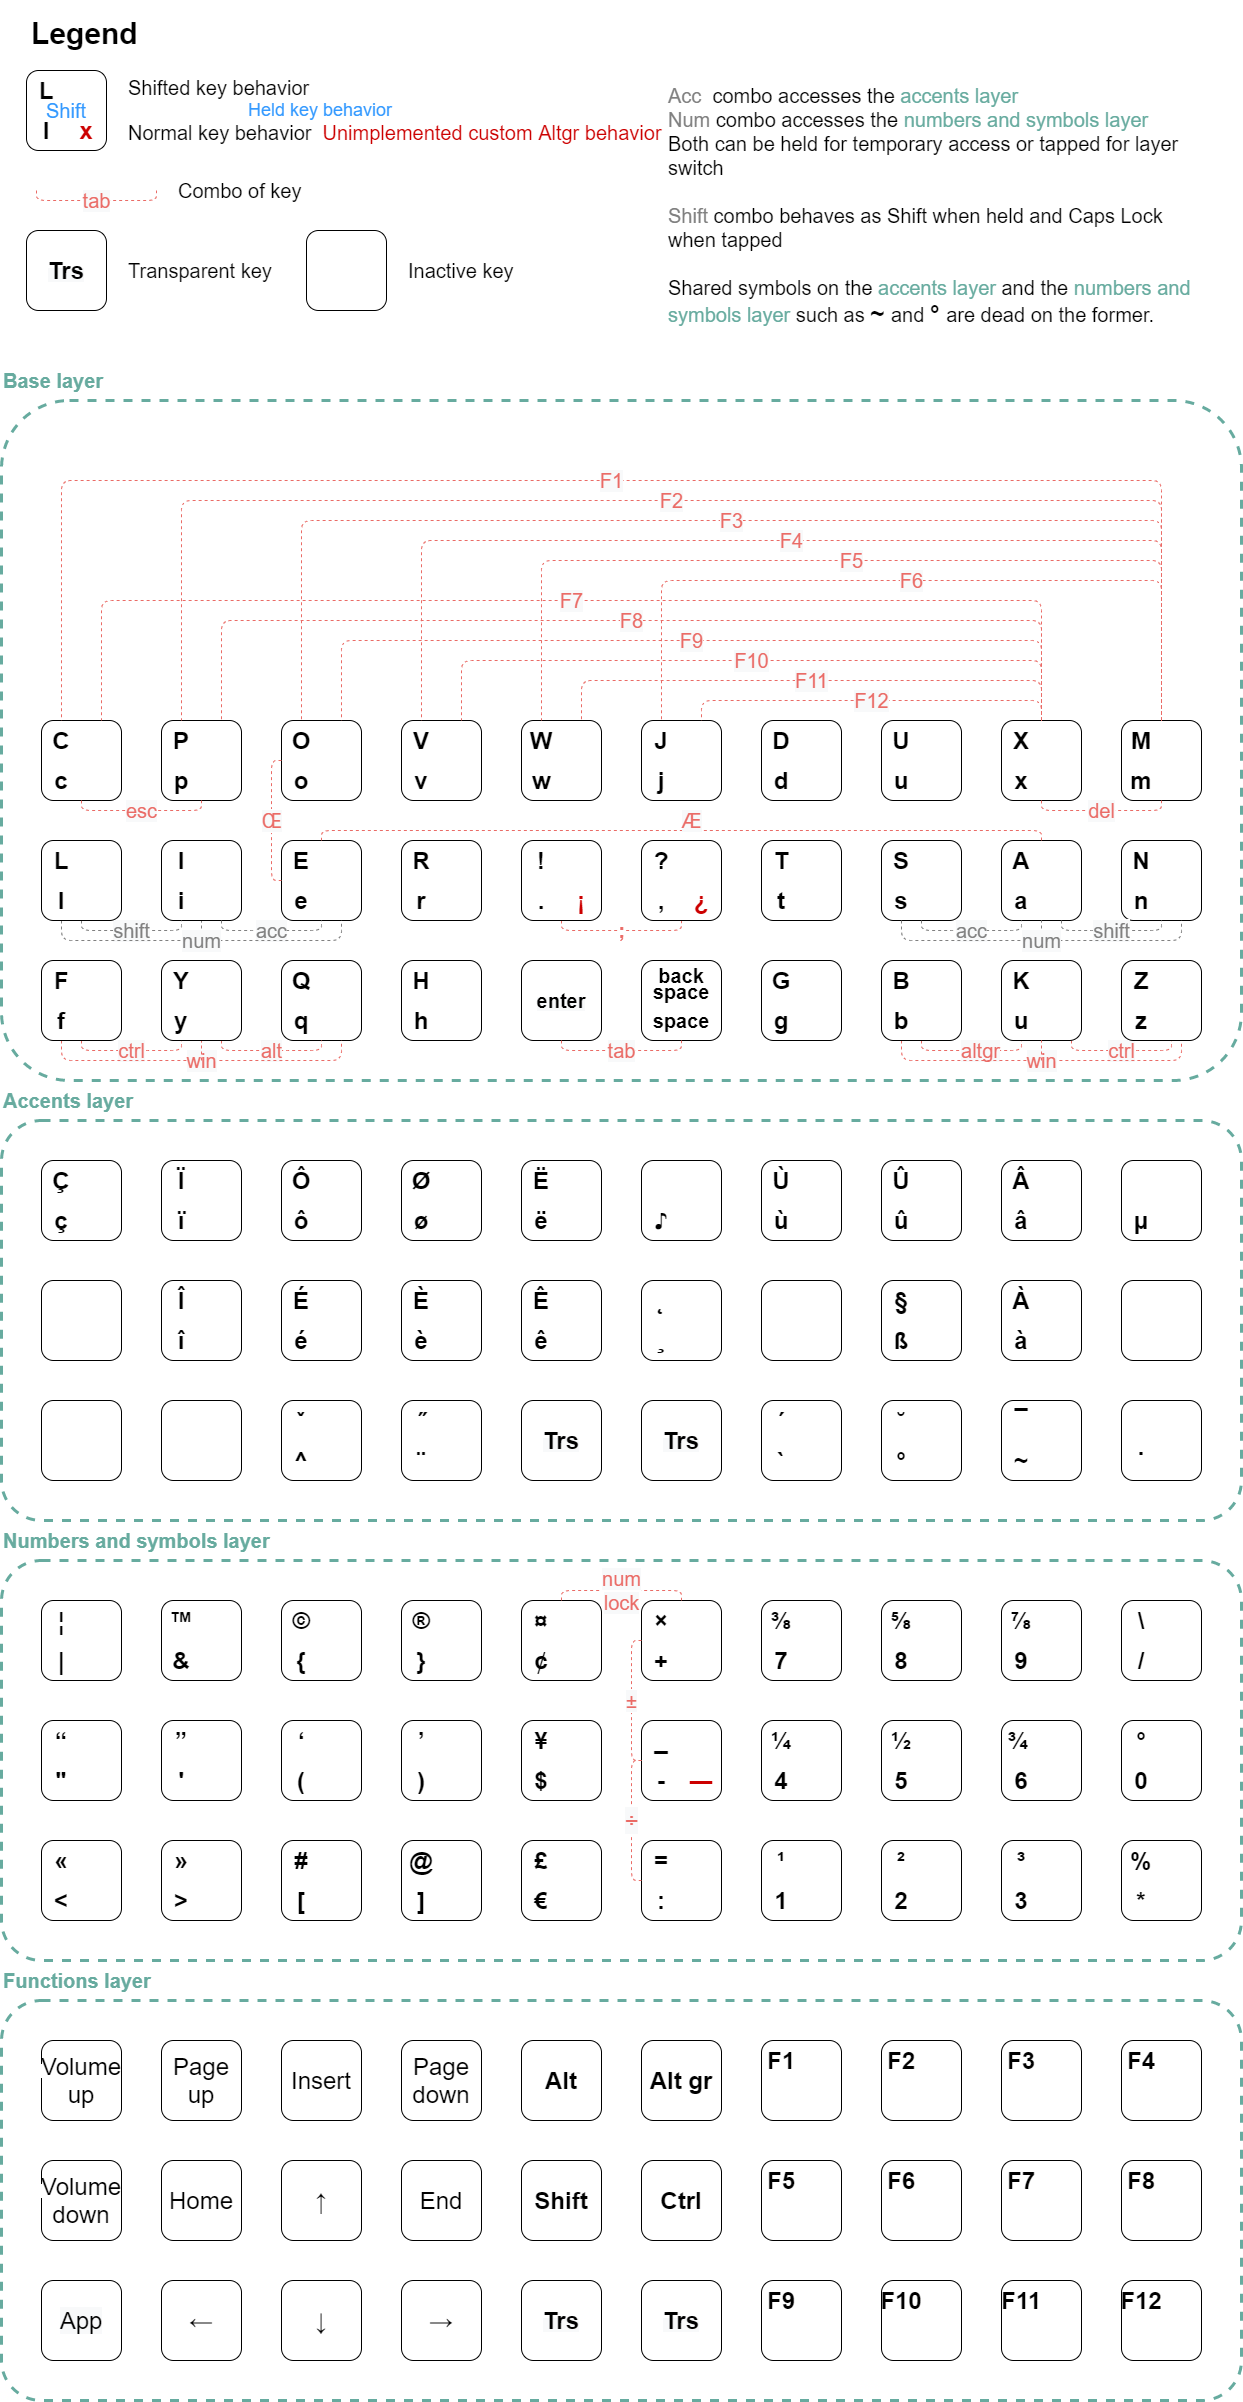 Legend
L
Shift
l x
Shifted key behavior
Held key behavior
Normal key behavior Unimplemented custom Altgr behavior
tab
Combo of key
Trs
Transparent key
Inactive key
Acc combo accesses the accents layer
Num combo accesses the numbers and symbols layer
Both can be held for temporary access or tapped for layer
switch
Shift combo behaves as Shift when held and Caps Lock
when tapped
Shared symbols on the accents layer and the numbers and
symbols layer such as ~ and ° are dead on the former.
Base layer
F1
F2
F3
F4
F5
F6
F7
F8
F9
F10
F11
F12
C P O V W J D U X M
c p o v w j d u x m
esc del
Œ Æ
L I E R ! ? T S A N
l i e r . ¡ , ¿ t s a n
shift num acc ; acc num shift
F Y Q H enter back G B K Z
space
f y q h space g b u z
ctrl win alt tab altgr win ctrl
Accents layer
Ç Ï Ô Ø Ë Ù Û Â
ç ï ô ø ë ♪ ù û â µ
Î É È Ê ˛ § À
î é è ê ¸ ß à
ˇ ˝ Trs Trs ´ ˘ ¯
^ ¨ ` ° ~ ·
Numbers and symbols layer
num
lock
¦ ™ © ® ¤ × ⅜ ⅝ ⅞ \
| & { } ¢ + 7 8 9 /
±
“ ” ‘ ’ ¥ _ ¼ ½ ¾ °
" ' ( ) $ - — 4 5 6 0
÷
« » # @ £ = ¹ ² ³ %
< > [ ] € : 1 2 3 *
Functions layer
Volume Page Insert Page Alt Alt gr F1 F2 F3 F4
up up down
Volume Home ↑ End Shift Ctrl F5 F6 F7 F8
down
App ← ↓ → Trs Trs F9 F10 F11 F12